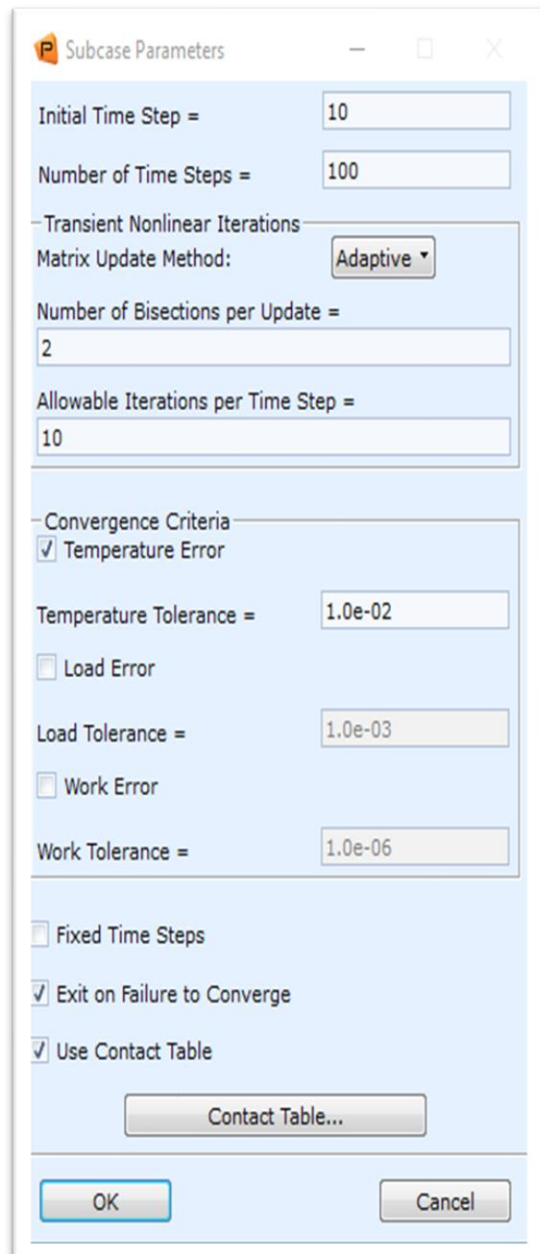 P Subcase Parameters
Initial Time Step = 10
Number of Time Steps = 100
Transient Nonlinear Iterations
Matrix Update Method: Adaptive
Number of Bisections per Update =
2
Allowable Iterations per Time Step =
10
Convergence Criteria
Temperature Error
Temperature Tolerance = 1.0e-02
Load Error
Load Tolerance = 1.0e-03
Work Error
Work Tolerance = 1.0e-06
Fixed Time Steps
Exit on Failure to Converge
Use Contact Table
Contact Table...
OK Cancel